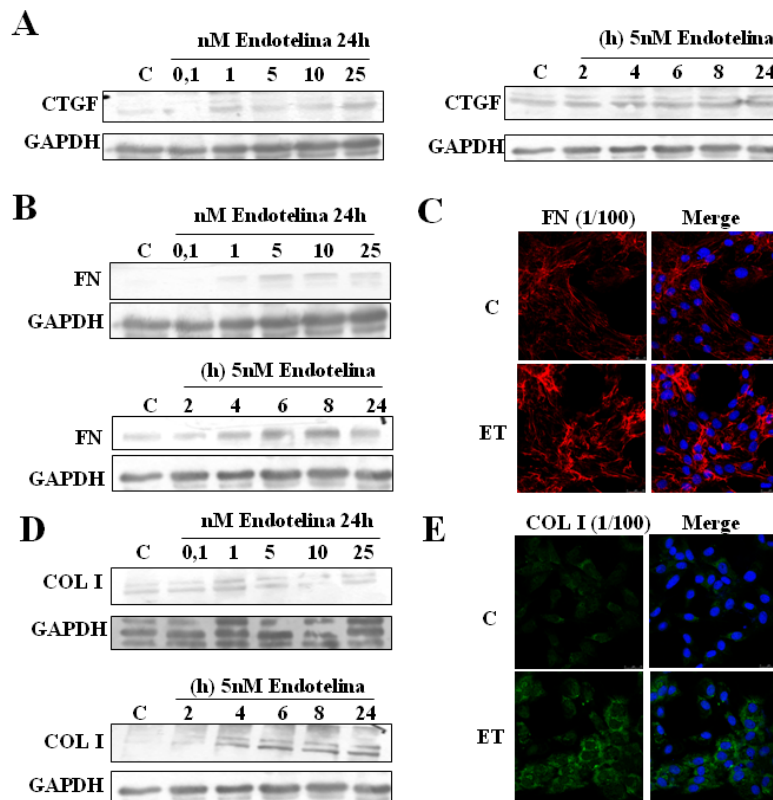 A
nM Endotelina 24h
C 0,1 1 5 10 25
CTGF
GAPDH
(h) 5nM Endotelina
C 2 4 6 8 24
CTGF
GAPDH
B
nM Endotelina 24h
C 0,1 1 5 10 25
FN
GAPDH
(h) 5nM Endotelina
C 2 4 6 8 24
FN
GAPDH
C
FN (1/100) Merge
C
ET
D
nM Endotelina 24h
C 0,1 1 5 10 25
COL I
GAPDH
(h) 5nM Endotelina
C 2 4 6 8 24
COL I
GAPDH
E
COL I (1/100) Merge
C
ET